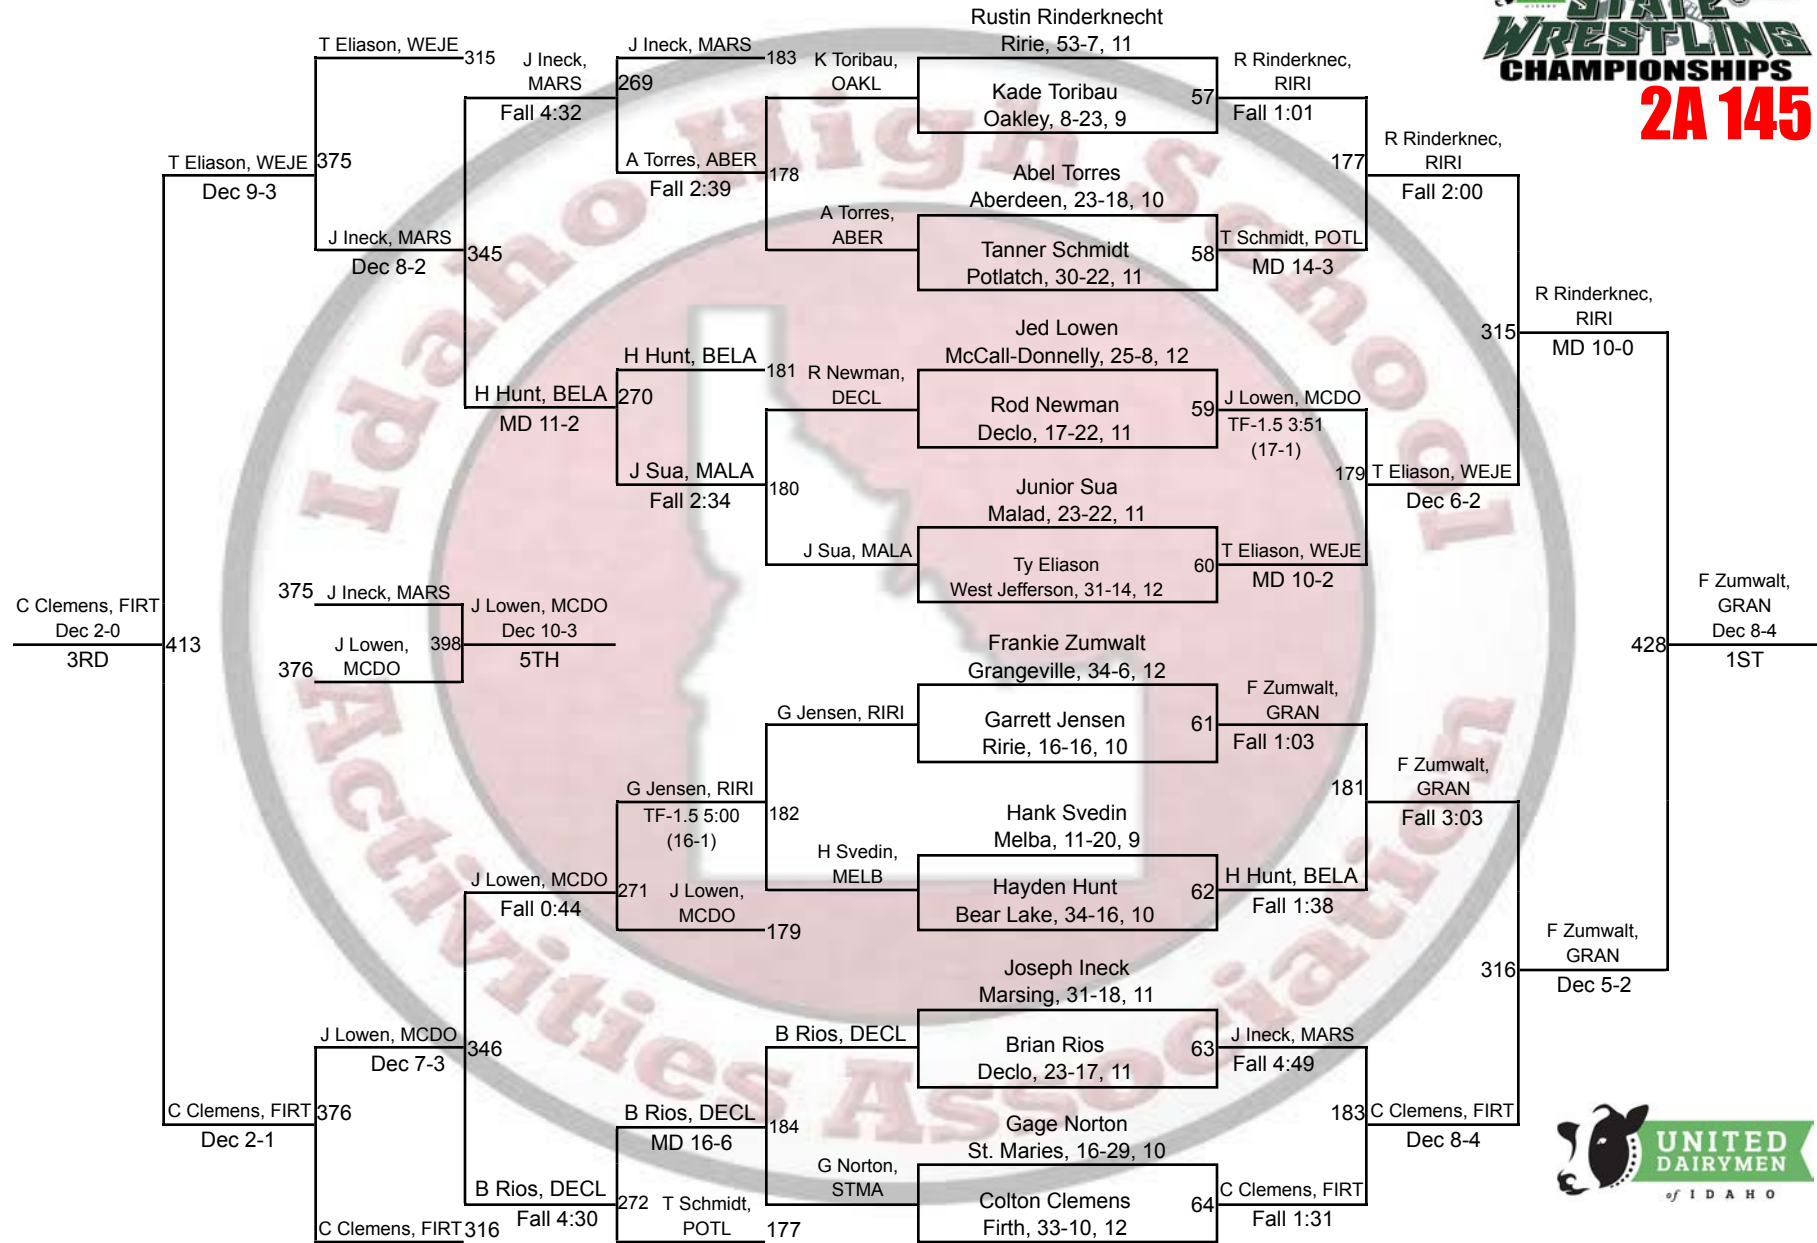 STATE
WRESTLING
CHAMPIONSHIPS
2A 145
Idaho High School
Activities Association
T Eliason, WEJE
315
375
T Eliason, WEJE
Dec 9-3
J Ineck, MARS
Dec 8-2
J Ineck,
MARS
Fall 4:32
345
H Hunt, BELA
MD 11-2
J Ineck, MARS
183
269
A Torres, ABER
Fall 2:39
178
K Toribau,
OAKL
A Torres,
ABER
H Hunt, BELA
181
270
J Sua, MALA
Fall 2:34
180
R Newman,
DECL
J Sua, MALA
C Clemens, FIRT
Dec 2-0
3RD
413
375
J Ineck, MARS
J Lowen,
MCDO
376
398
J Lowen, MCDO
Dec 10-3
5TH
G Jensen, RIRI
G Jensen, RIRI
TF-1.5 5:00
(16-1)
182
H Svedin,
MELB
J Lowen, MCDO
Fall 0:44
271
J Lowen,
MCDO
179
J Lowen, MCDO
Dec 7-3
346
C Clemens, FIRT
Dec 2-1
376
C Clemens, FIRT
316
B Rios, DECL
Fall 4:30
272
B Rios, DECL
B Rios, DECL
MD 16-6
184
G Norton,
STMA
T Schmidt,
POTL
177
Rustin Rinderknecht
Ririe, 53-7, 11
Kade Toribau
Oakley, 8-23, 9
57
R Rinderknec,
RIRI
Fall 1:01
Abel Torres
Aberdeen, 23-18, 10
Tanner Schmidt
Potlatch, 30-22, 11
58
T Schmidt, POTL
MD 14-3
177
R Rinderknec,
RIRI
Fall 2:00
Jed Lowen
McCall-Donnelly, 25-8, 12
Rod Newman
Declo, 17-22, 11
59
J Lowen, MCDO
TF-1.5 3:51
(17-1)
Junior Sua
Malad, 23-22, 11
Ty Eliason
West Jefferson, 31-14, 12
60
T Eliason, WEJE
MD 10-2
179
T Eliason, WEJE
Dec 6-2
315
R Rinderknec,
RIRI
MD 10-0
Frankie Zumwalt
Grangeville, 34-6, 12
Garrett Jensen
Ririe, 16-16, 10
61
F Zumwalt,
GRAN
Fall 1:03
Hank Svedin
Melba, 11-20, 9
Hayden Hunt
Bear Lake, 34-16, 10
62
H Hunt, BELA
Fall 1:38
181
F Zumwalt,
GRAN
Fall 3:03
Joseph Ineck
Marsing, 31-18, 11
Brian Rios
Declo, 23-17, 11
63
J Ineck, MARS
Fall 4:49
Gage Norton
St. Maries, 16-29, 10
Colton Clemens
Firth, 33-10, 12
64
C Clemens, FIRT
Fall 1:31
183
C Clemens, FIRT
Dec 8-4
316
F Zumwalt,
GRAN
Dec 5-2
428
F Zumwalt,
GRAN
Dec 8-4
1ST
UNITED
DAIRYMEN
of IDAHO